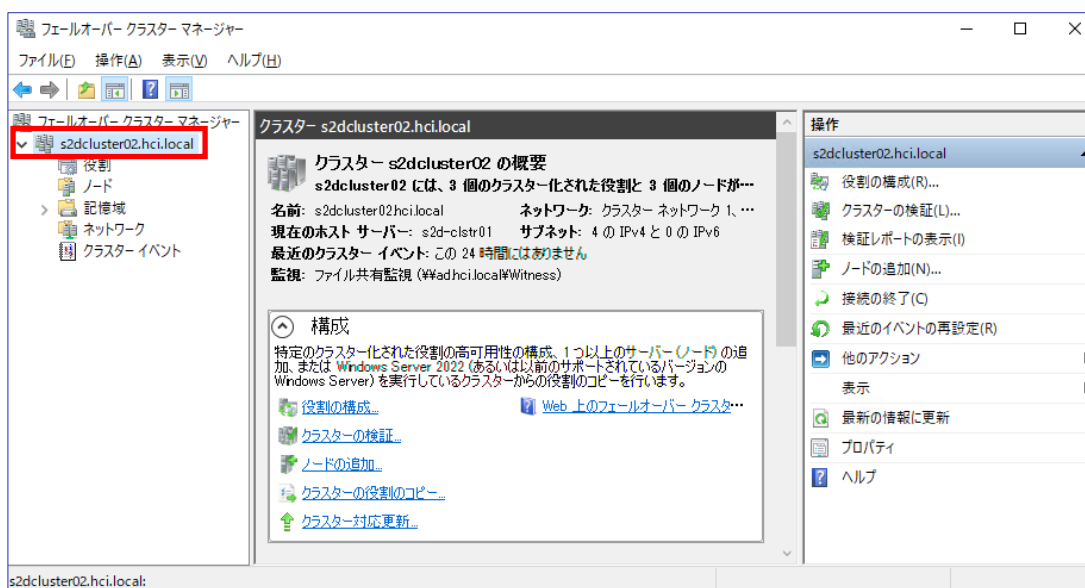 フェールオーバー クラスター マネージャー
ファイル(F) 操作(A) 表示(V) ヘルプ(H)
フェールオーバー クラスター マネージャー
s2dcluster02.hci.local
役割
ノード
記憶域
ネットワーク
クラスター イベント
クラスター s2dcluster02.hci.local
クラスター s2dcluster02 の概要
s2dcluster02 には、3 個のクラスター化された役割と 3 個のノードが…
名前: s2dcluster02.hci.local ネットワーク: クラスター ネットワーク 1、…
現在のホスト サーバー: s2d-clstr01 サブネット: 4 の IPv4 と 0 の IPv6
最近のクラスター イベント: この 24 時間にはありません
監視: ファイル共有監視 (¥¥ad.hci.local¥Witness)
構成
特定のクラスター化された役割の高可用性の構成、1 つ以上のサーバー (ノード) の追
加、または Windows Server 2022 (あるいは以前のサポートされているバージョンの
Windows Server) を実行しているクラスターからの役割のコピーを行います。
役割の構成... Web 上のフェールオーバー クラスタ…
クラスターの検証...
ノードの追加...
クラスターの役割のコピー...
クラスター対応更新...
操作
s2dcluster02.hci.local
役割の構成(R)...
クラスターの検証(L)...
検証レポートの表示(I)
ノードの追加(N)...
接続の終了(C)
最近のイベントの再設定(R)
他のアクション
表示
最新の情報に更新
プロパティ
ヘルプ
s2dcluster02.hci.local: